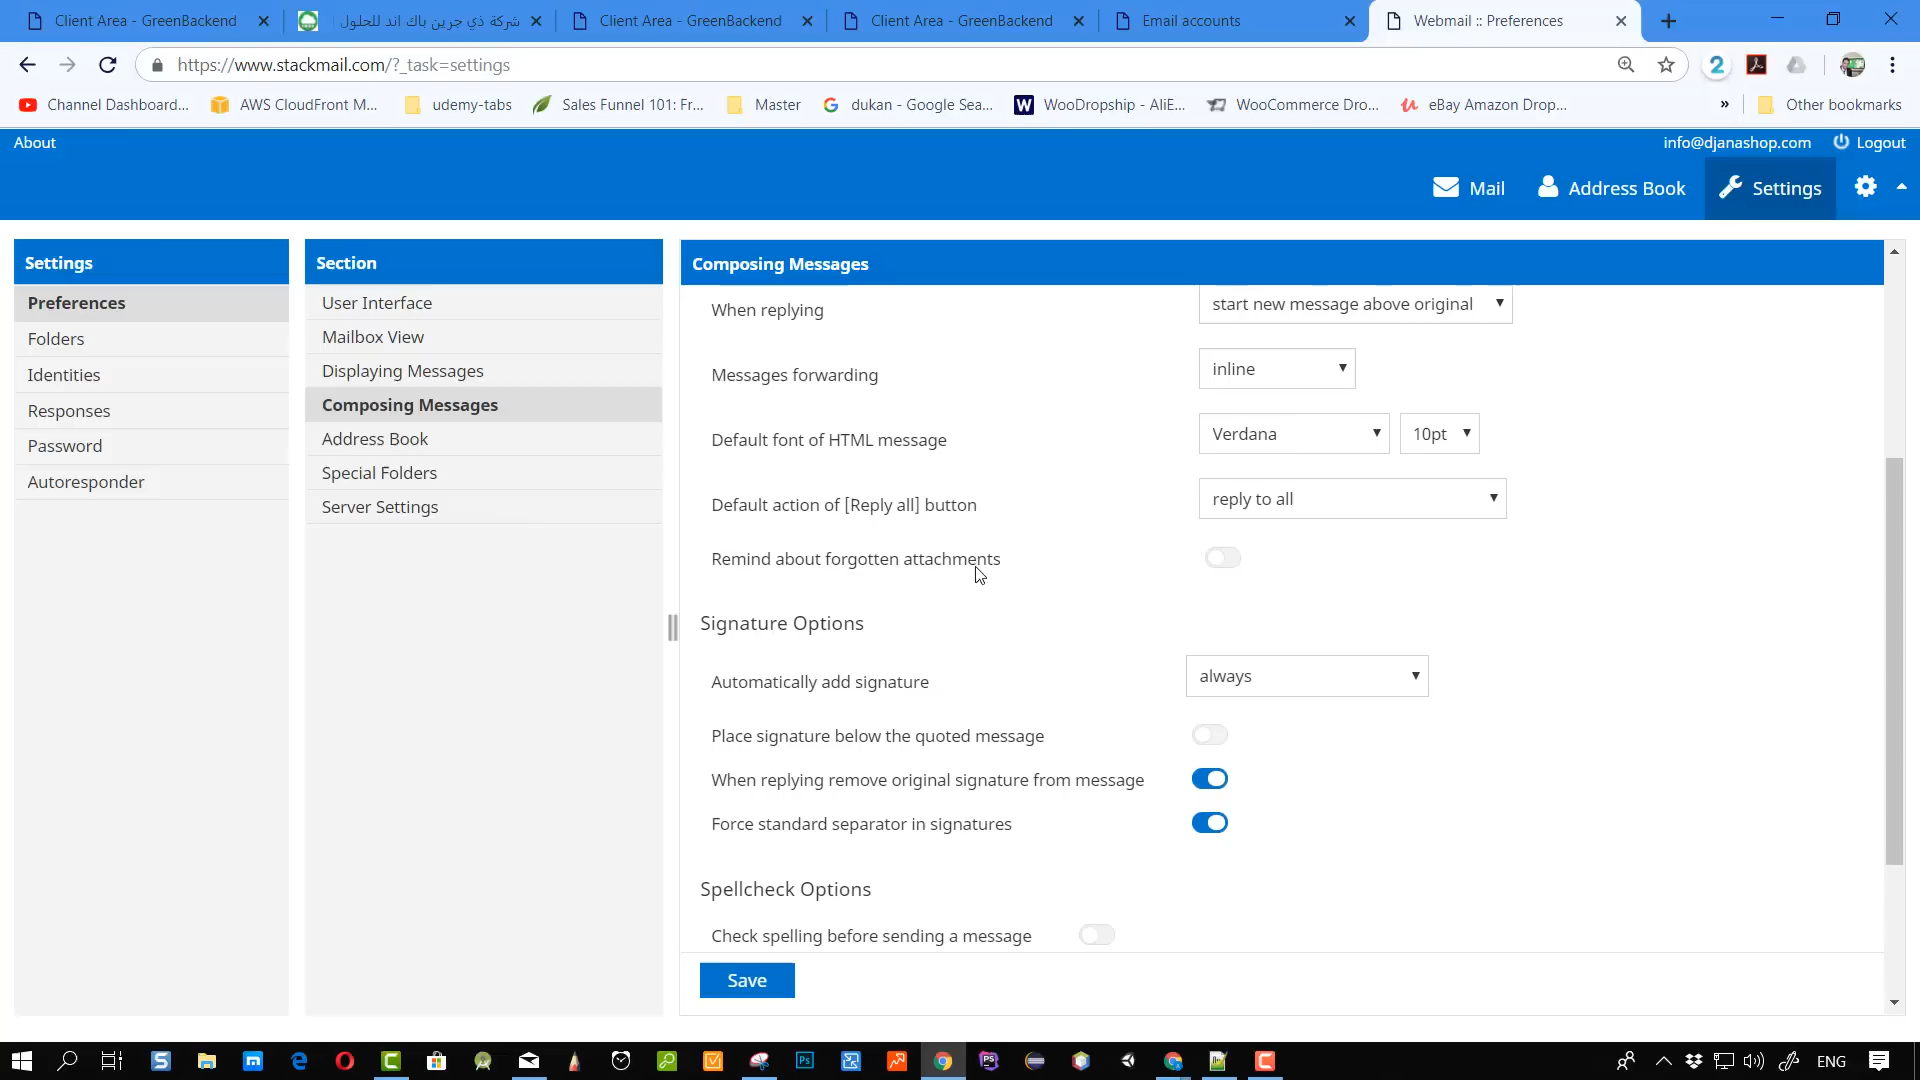 Client Area - GreenBackend
شركة ذي جرين باك اند للحلول
Client Area - GreenBackend
Client Area - GreenBackend
Email accounts
Webmail :: Preferences
https://www.stackmail.com/?_task=settings
Channel Dashboard...
AWS CloudFront M...
udemy-tabs
Sales Funnel 101: Fr...
Master
dukan - Google Sea...
WooDropship - AliE...
WooCommerce Dro...
eBay Amazon Drop...
»
Other bookmarks
About
info@djanashop.com
Logout
Mail
Address Book
Settings
Settings
Preferences
Folders
Identities
Responses
Password
Autoresponder
Section
User Interface
Mailbox View
Displaying Messages
Composing Messages
Address Book
Special Folders
Server Settings
Composing Messages
When replying
start new message above original
Messages forwarding
inline
Default font of HTML message
Verdana
10pt
Default action of [Reply all] button
reply to all
Remind about forgotten attachments
Signature Options
Automatically add signature
always
Place signature below the quoted message
When replying remove original signature from message
Force standard separator in signatures
Spellcheck Options
Check spelling before sending a message
Save
ENG